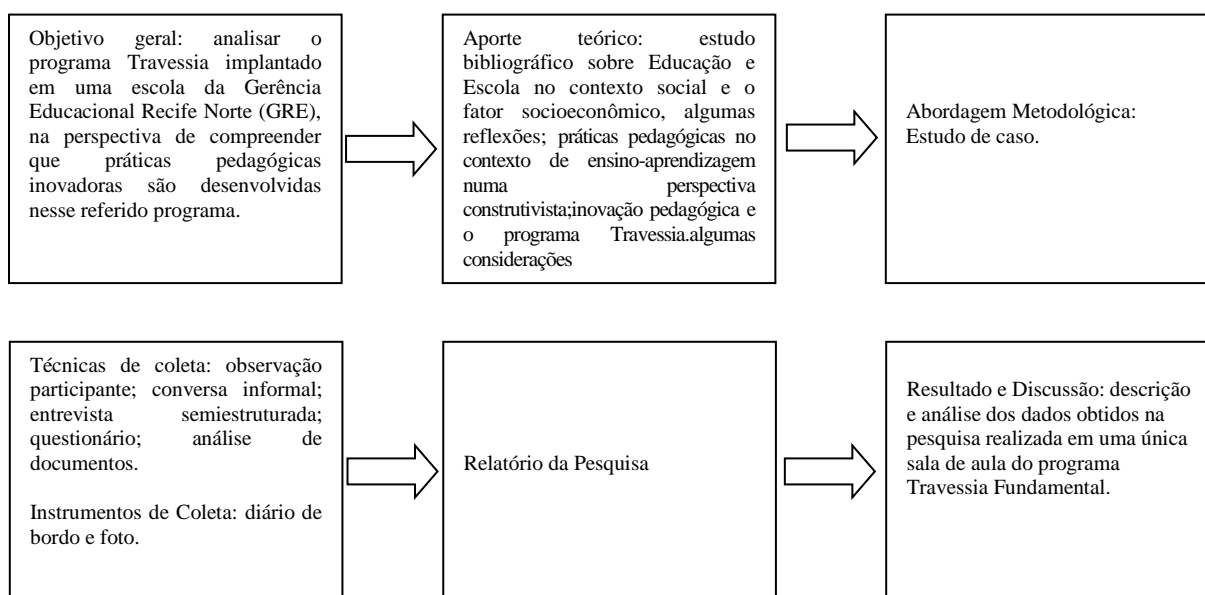 Objetivo geral: analisar o
programa Travessia implantado
em uma escola da Gerência
Educacional Recife Norte (GRE),
na perspectiva de compreender
que práticas pedagógicas
inovadoras são desenvolvidas
nesse referido programa.
Aporte teórico: estudo
bibliográfico sobre Educação e
Escola no contexto social e o
fator socioeconômico, algumas
reflexões; práticas pedagógicas no
contexto de ensino-aprendizagem
numa perspectiva
construtivista;inovação pedagógica e
o programa Travessia.algumas
considerações
Abordagem Metodológica:
Estudo de caso.
Técnicas de coleta: observação
participante; conversa informal;
entrevista semiestruturada;
questionário; análise de
documentos.
Instrumentos de Coleta: diário de
bordo e foto.
Relatório da Pesquisa
Resultado e Discussão: descrição
e análise dos dados obtidos na
pesquisa realizada em uma única
sala de aula do programa
Travessia Fundamental.